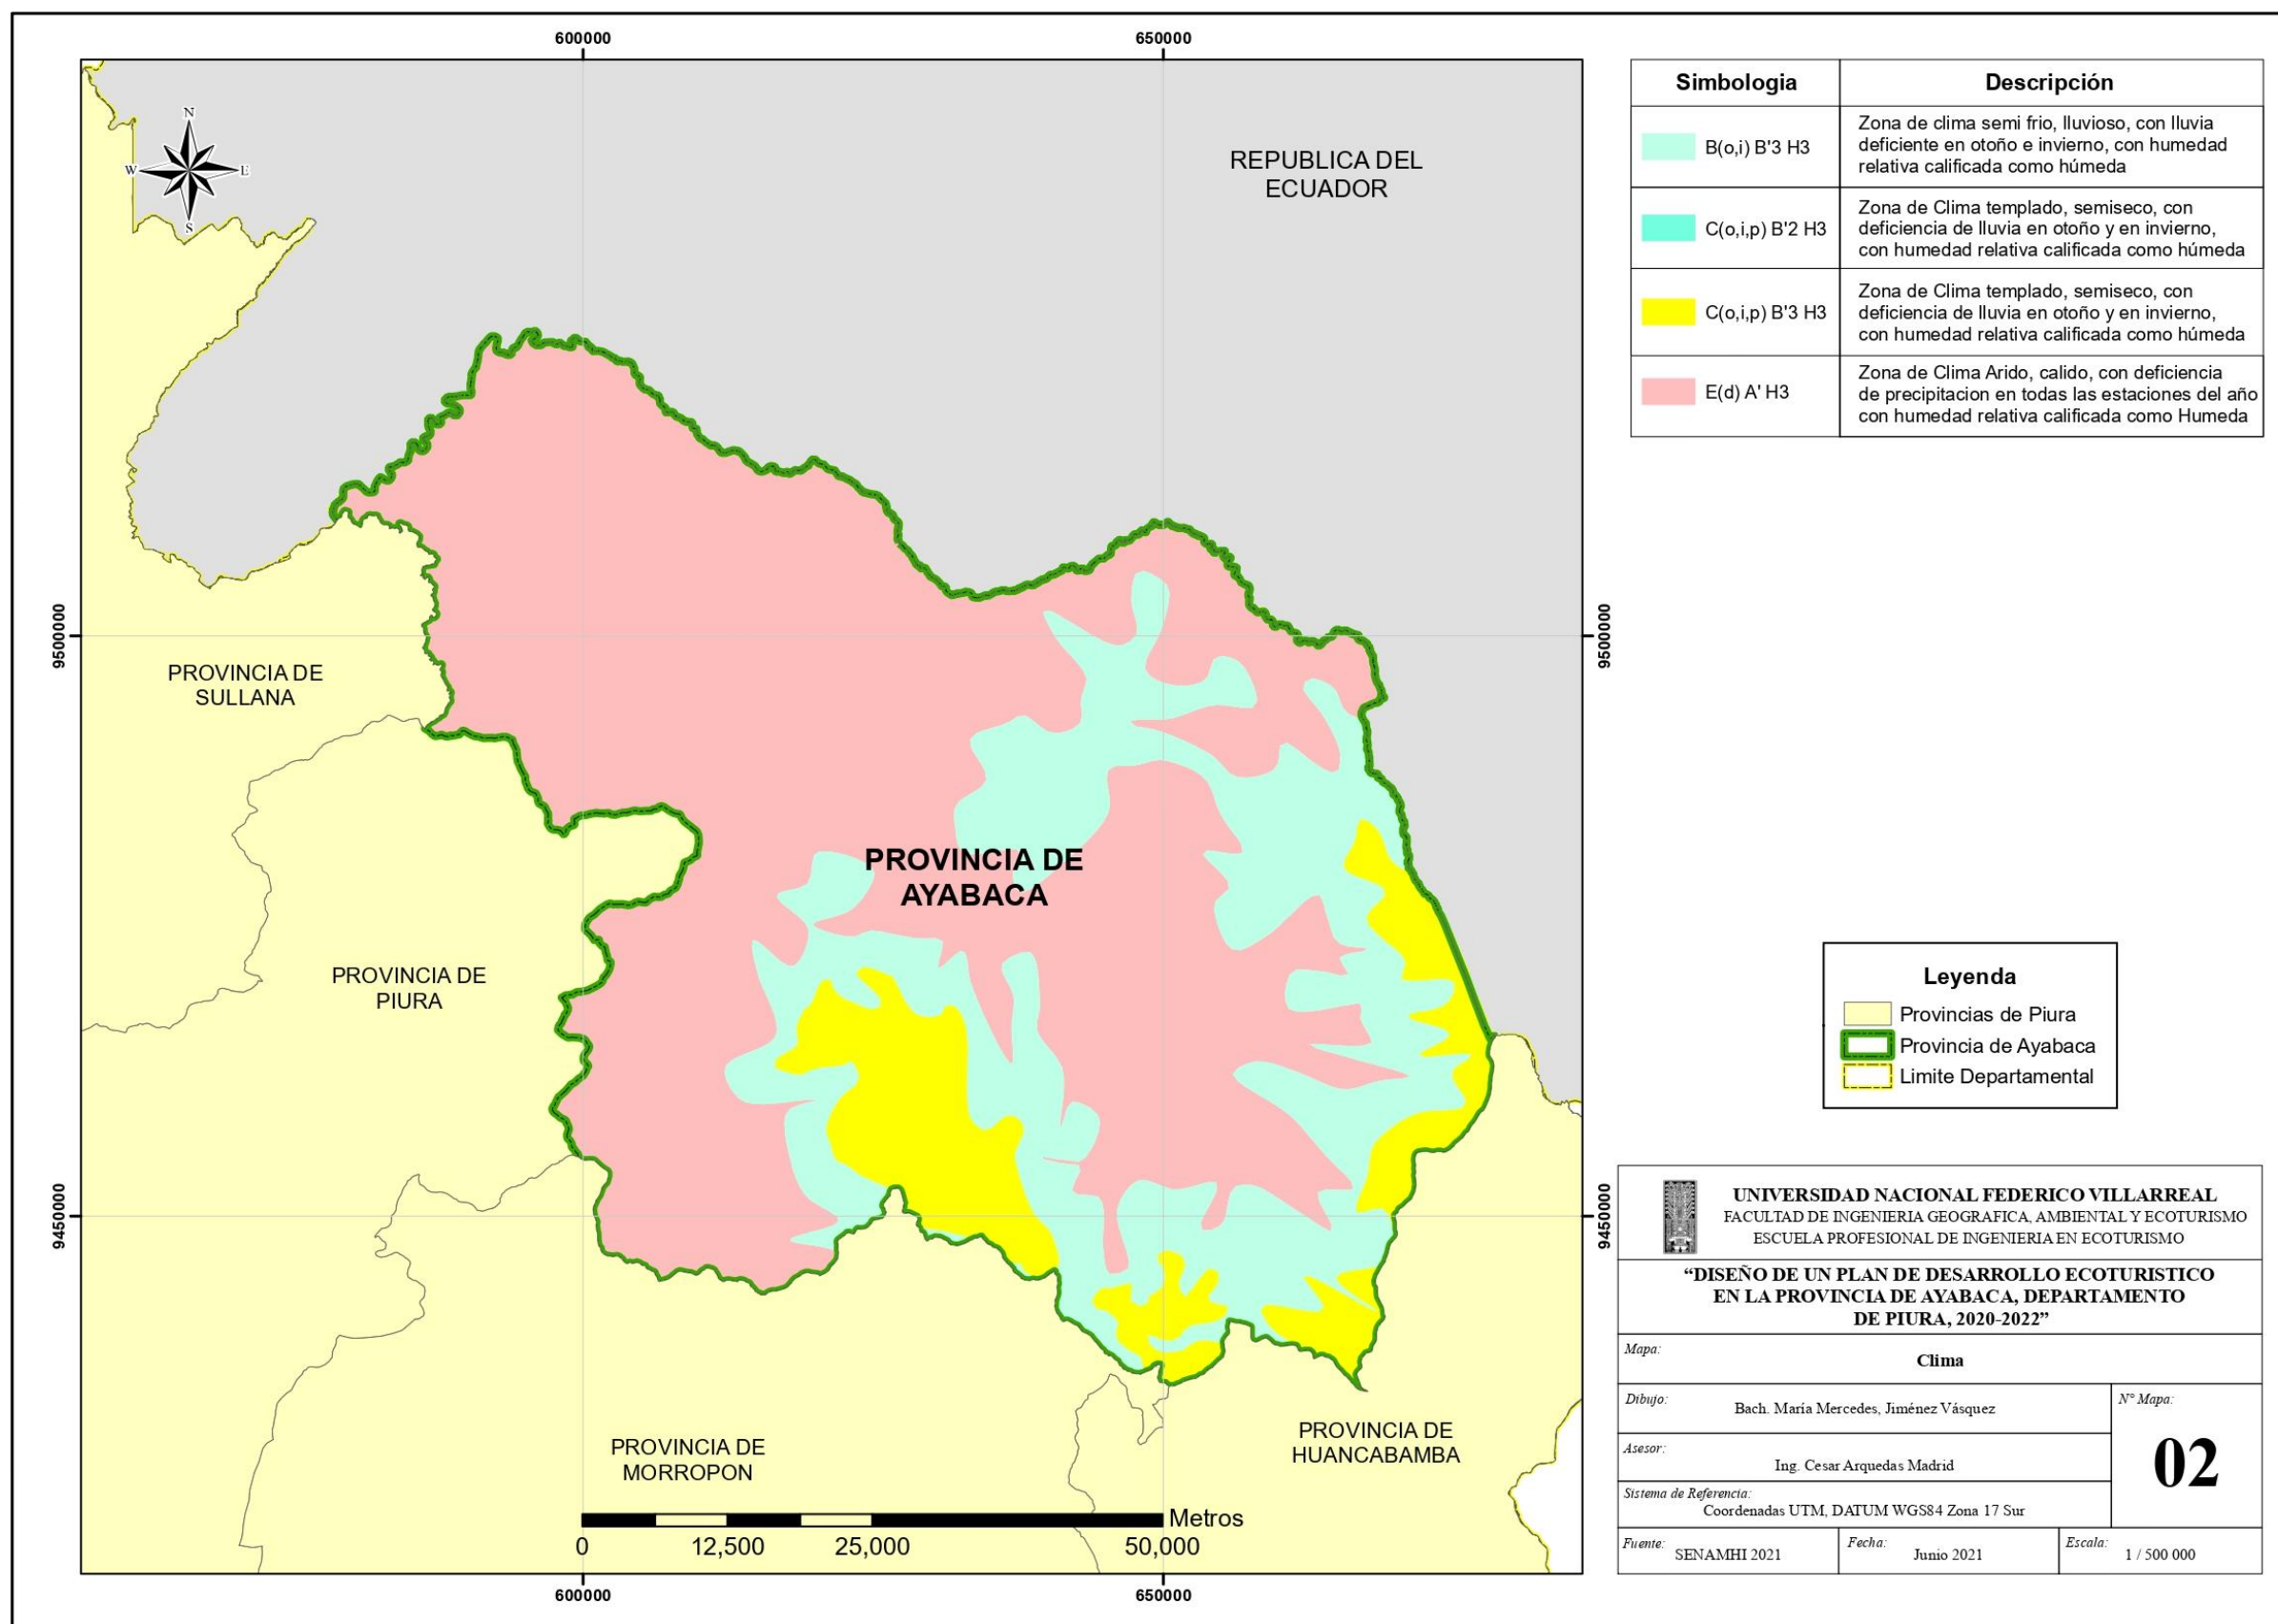 600000
650000
N
W
E
S
REPUBLICA DEL
ECUADOR
9500000
9500000
PROVINCIA DE
SULLANA
PROVINCIA DE
AYABACA
PROVINCIA DE
PIURA
9450000
9450000
PROVINCIA DE
MORROPON
PROVINCIA DE
HUANCABAMBA
Metros
0
12,500
25,000
50,000
600000
650000
Simbologia
Descripción
B(o,i) B'3 H3
Zona de clima semi frio, lluvioso, con lluvia
deficiente en otoño e invierno, con humedad
relativa calificada como húmeda
C(o,i,p) B'2 H3
Zona de Clima templado, semiseco, con
deficiencia de lluvia en otoño y en invierno,
con humedad relativa calificada como húmeda
C(o,i,p) B'3 H3
Zona de Clima templado, semiseco, con
deficiencia de lluvia en otoño y en invierno,
con humedad relativa calificada como húmeda
E(d) A' H3
Zona de Clima Arido, calido, con deficiencia
de precipitacion en todas las estaciones del año
con humedad relativa calificada como Humeda
Leyenda
Provincias de Piura
Provincia de Ayabaca
Limite Departamental
UNIVERSIDAD NACIONAL FEDERICO VILLARREAL
FACULTAD DE INGENIERIA GEOGRAFICA, AMBIENTAL Y ECOTURISMO
ESCUELA PROFESIONAL DE INGENIERIA EN ECOTURISMO
“DISEÑO DE UN PLAN DE DESARROLLO ECOTURISTICO
EN LA PROVINCIA DE AYABACA, DEPARTAMENTO
DE PIURA, 2020-2022”
Mapa:
Clima
Dibujo:
Bach. María Mercedes, Jiménez Vásquez
N° Mapa:
02
Asesor:
Ing. Cesar Arquedas Madrid
Sistema de Referencia:
Coordenadas UTM, DATUM WGS84 Zona 17 Sur
Fuente:
SENAMHI 2021
Fecha:
Junio 2021
Escala:
1 / 500 000